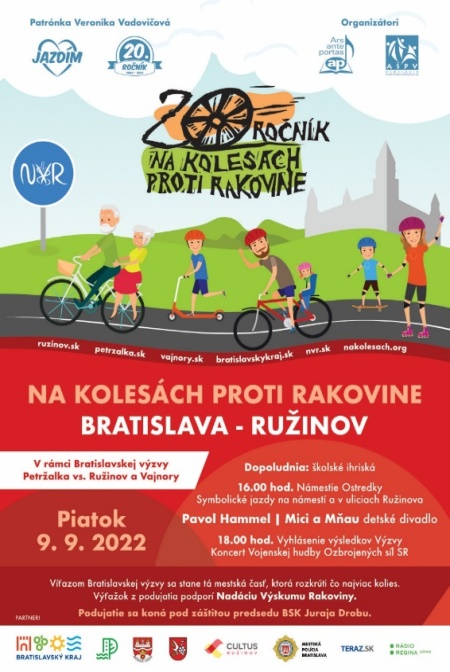 Patrónka Veronika Vadovičová
Organizátori
JAZDÍM
20. ROČNÍK
Ars
ante
portas
ap
AŠPV
20 ROČNÍK
NA KOLESÁCH
PROTI RAKOVINE
NVR
ruzinov.sk petrzalka.sk vajnory.sk bratislavskykraj.sk nvr.sk nakolesach.org
NA KOLESÁCH PROTI RAKOVINE
BRATISLAVA - RUŽINOV
V rámci Bratislavskej výzvy
Petržalka vs. Ružinov a Vajnory
Piatok
9. 9. 2022
Dopoludnia: školské ihriská
16.00 hod. Námestie Ostredky
Symbolické jazdy na námestí a v uliciach Ružinova
Pavol Hammel | Mici a Mňau detské divadlo
18.00 hod. Vyhlásenie výsledkov Výzvy
Koncert Vojenskej hudby Ozbrojených síl SR
Víťazom Bratislavskej výzvy sa stane tá mestská časť, ktorá rozkrúti čo najviac kolies.
Výťažok z podujatia podporí Nadáciu Výskumu Rakoviny.
Podujatie sa koná pod záštitou predsedu BSK Juraja Drobu.
PARTNERI
BRATISLAVSKÝ KRAJ
CULTUS
RUŽINOV
MESTSKÁ
POLÍCIA
BRATISLAVA
TERAZ.SK
RÁDIO
REGINA